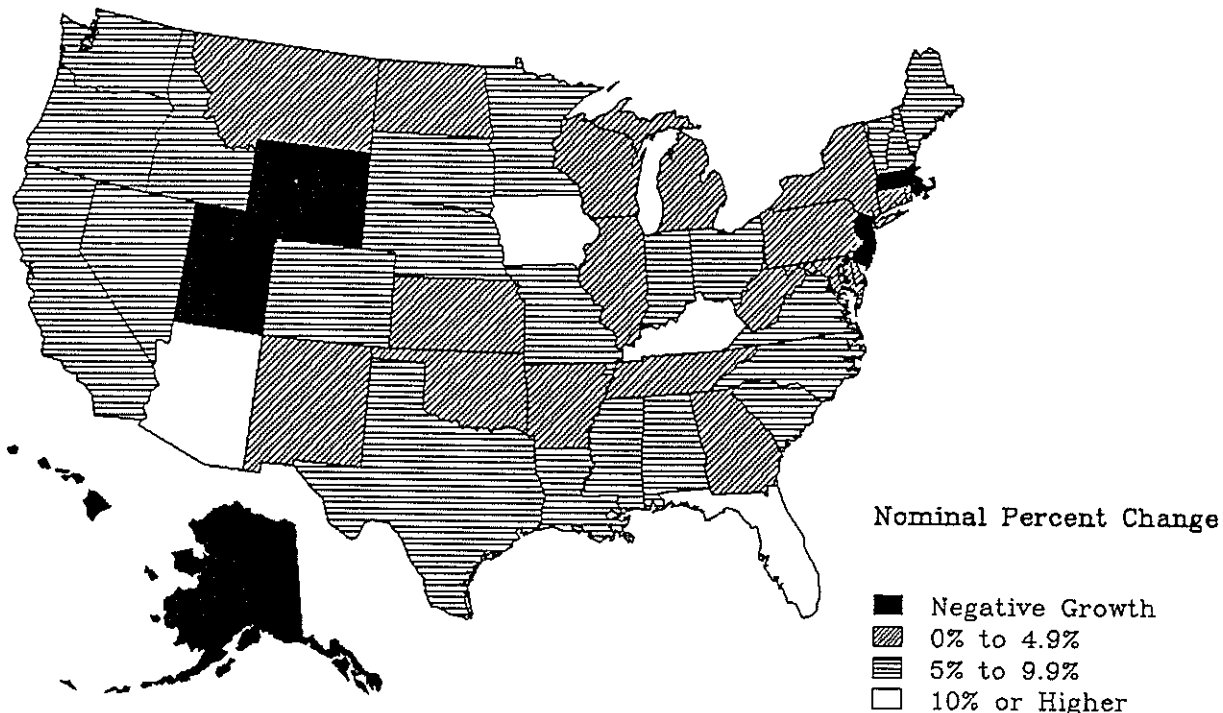 Nominal Percent Change
Negative Growth
0% to 4.9%
5% to 9.9%
10% or Higher